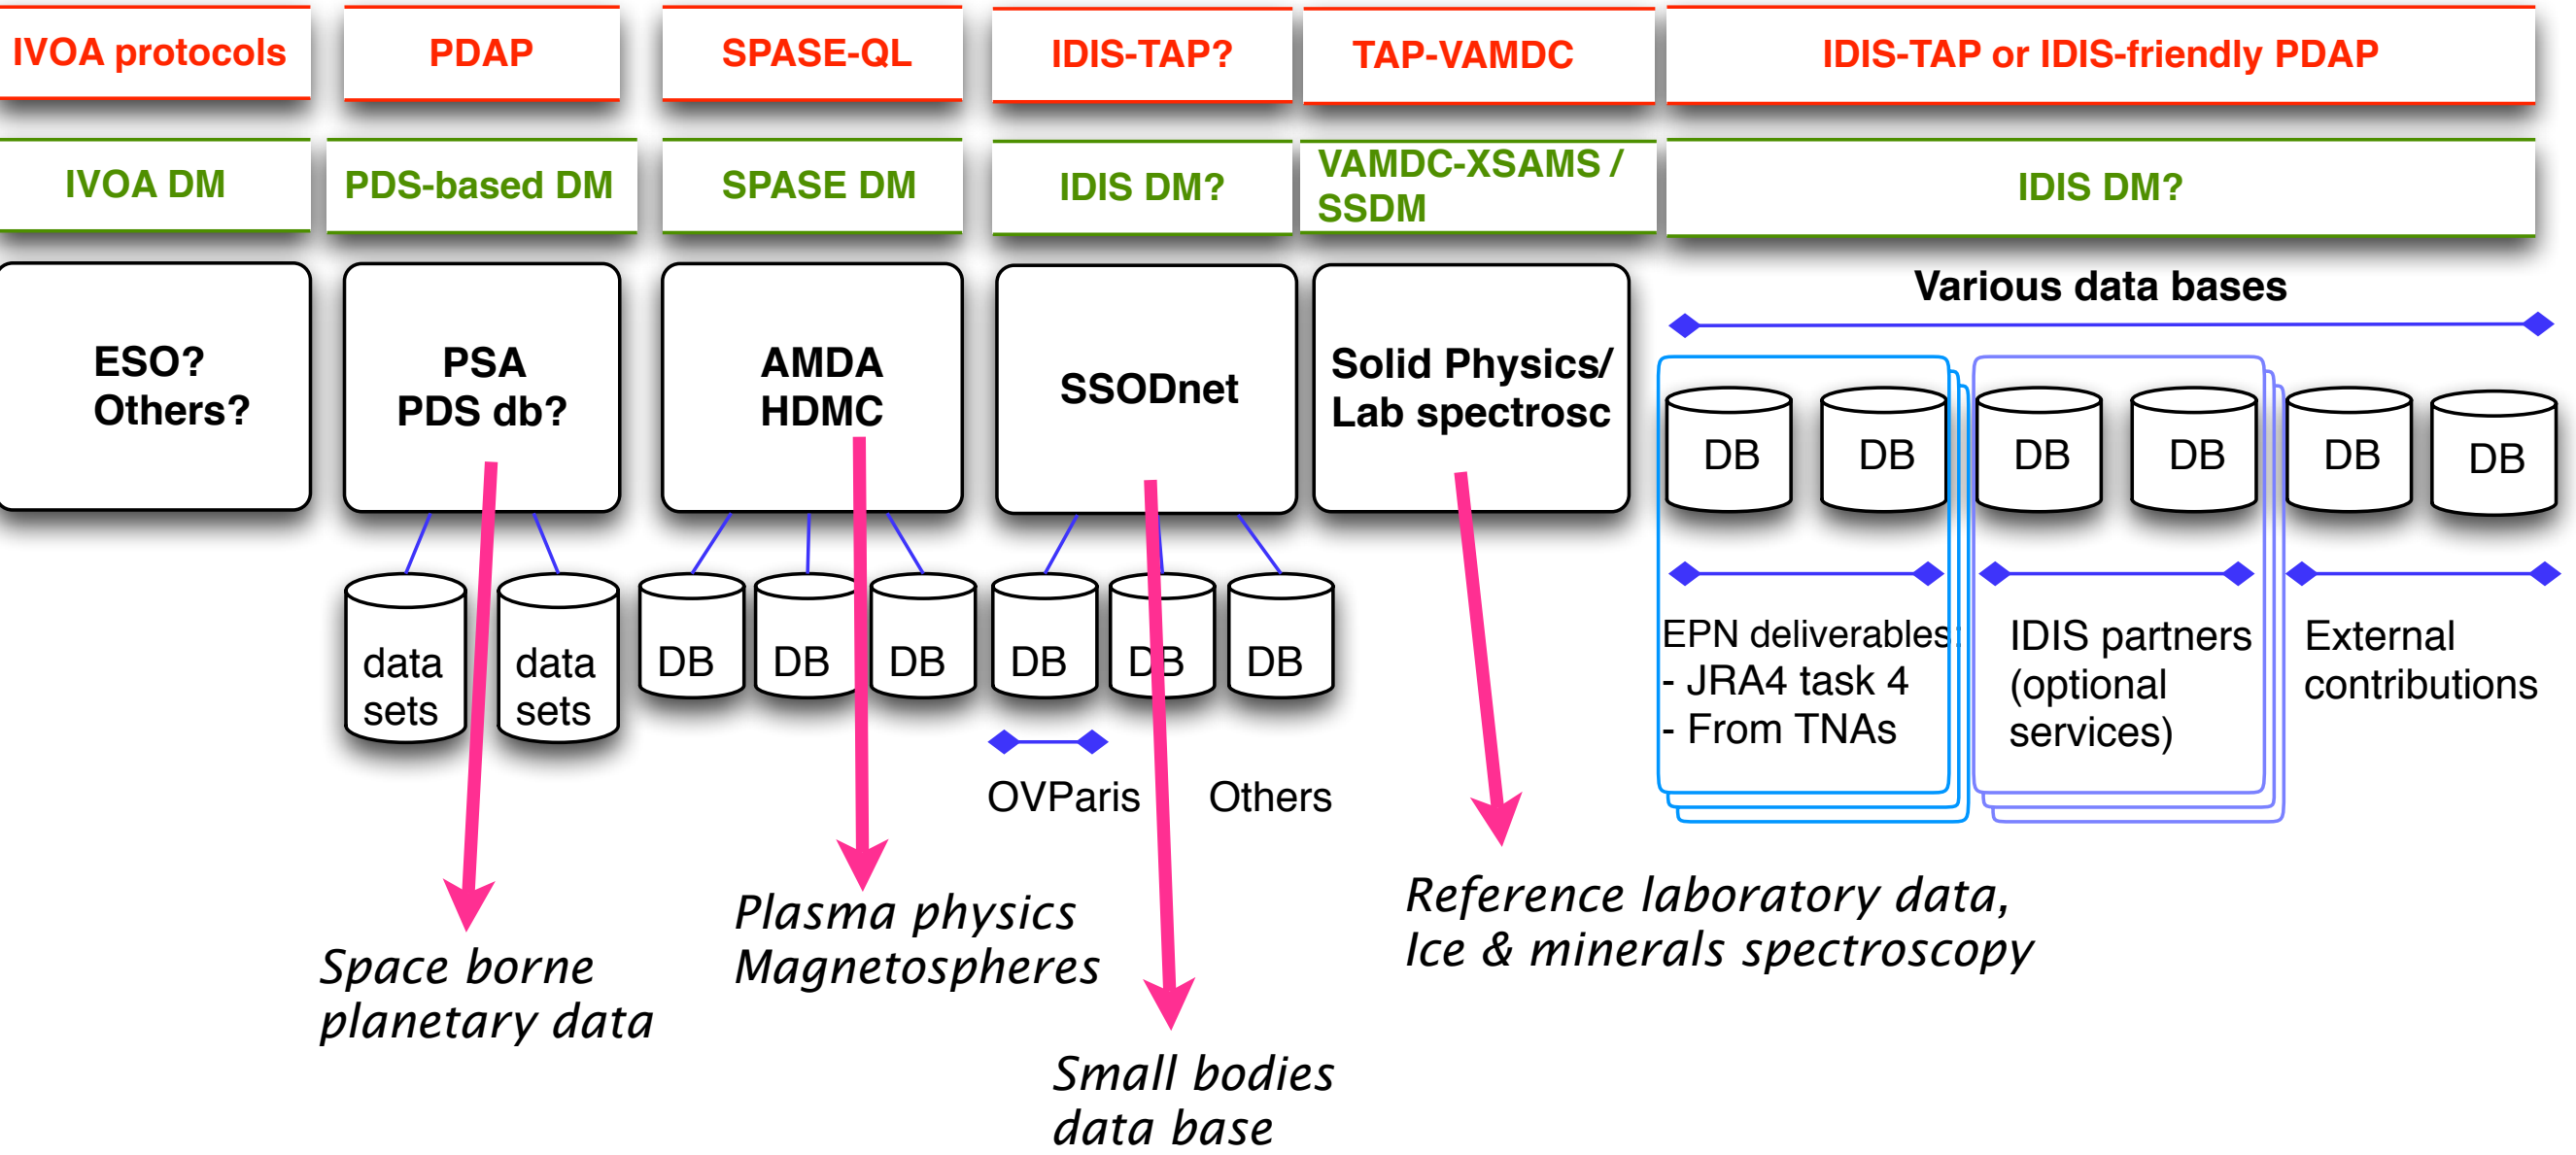 IVOA protocols
PDAP
SPASE-QL
IDIS-TAP?
TAP-VAMDC
IDIS-TAP or IDIS-friendly PDAP
IVOA DM
PDS-based DM
SPASE DM
IDIS DM?
VAMDC-XSAMS /
SSDM
IDIS DM?
ESO?
Others?
PSA
PDS db?
AMDA
HDMC
SSODnet
Solid Physics/
Lab spectrosc
Various data bases
DB
DB
DB
DB
DB
DB
data
sets
data
sets
DB
DB
DB
DB
DB
DB
OVParis
Others
EPN deliverables:
- JRA4 task 4
- From TNAs
IDIS partners
(optional
services)
External
contributions
Space borne
planetary data
Plasma physics
Magnetospheres
Small bodies
data base
Reference laboratory data,
Ice & minerals spectroscopy